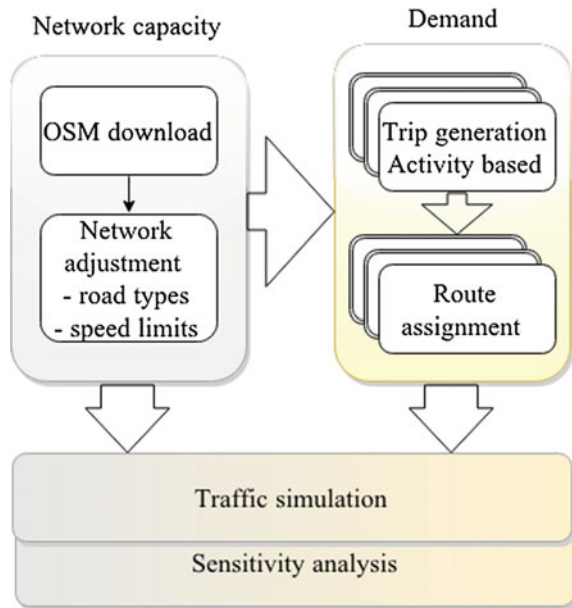 Network capacity
OSM download
Network
adjustment
- road types
- speed limits
Demand
Trip generation
Activity based
Route
assignment
Traffic simulation
Sensitivity analysis